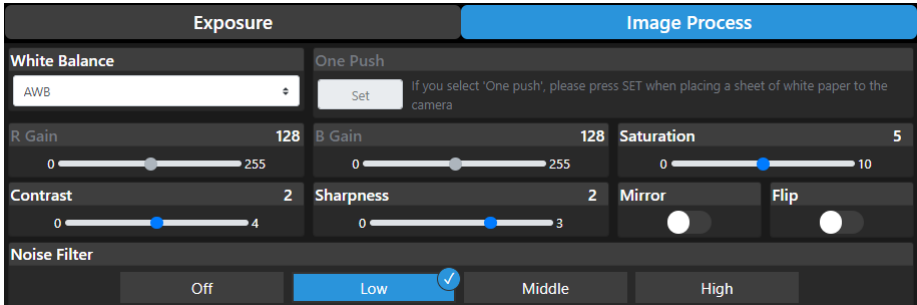 Exposure
Image Process
White Balance
One Push
AWB
Set
If you select 'One push', please press SET when placing a sheet of white paper to the
camera
R Gain 128
B Gain 128
Saturation 5
0 255
0 255
0 10
Contrast 2
Sharpness 2
Mirror
Flip
0 4
0 3
Noise Filter
Off
Low
Middle
High